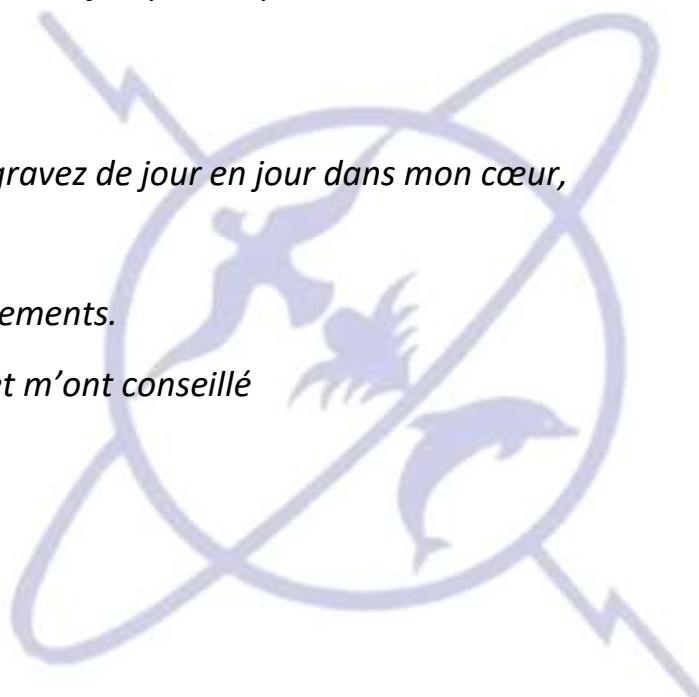 gravez de jour en jour dans mon cœur,
ements.
et m’ont conseillé